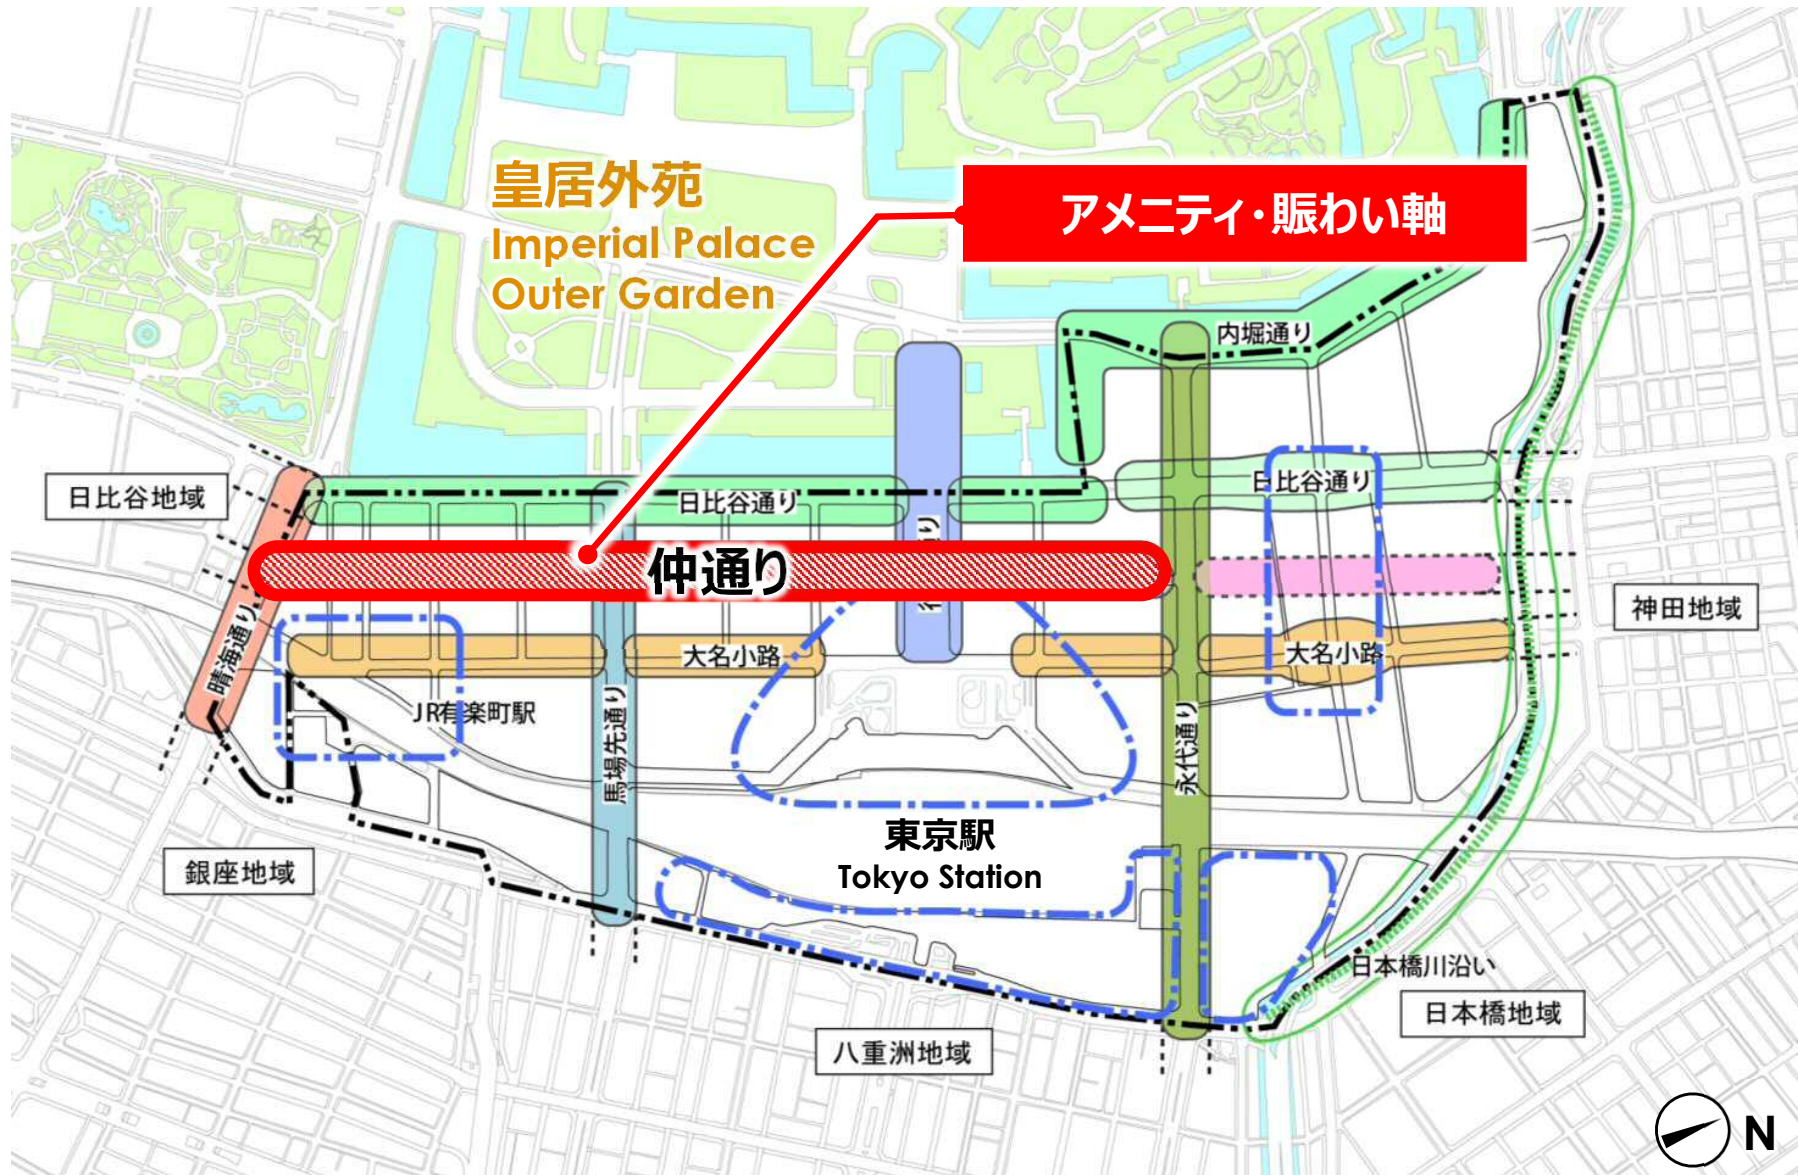 皇居外苑
Imperial Palace
Outer Garden
アメニティ・賑わい軸
内堀通り
日比谷地域
日比谷通り
日比谷通り
仲通り
神田地域
晴海通り
大名小路
大名小路
JR有楽町駅
馬場先通り
永代通り
東京駅
Tokyo Station
銀座地域
日本橋川沿い
日本橋地域
八重洲地域
N